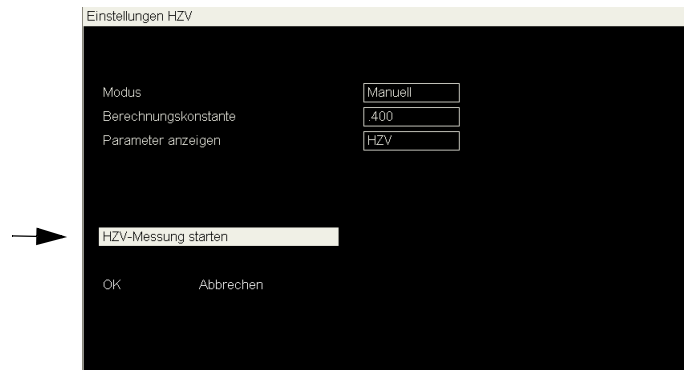 Einstellungen HZV
Modus Manuell
Berechnungskonstante .400
Parameter anzeigen HZV
HZV-Messung starten
OK Abbrechen